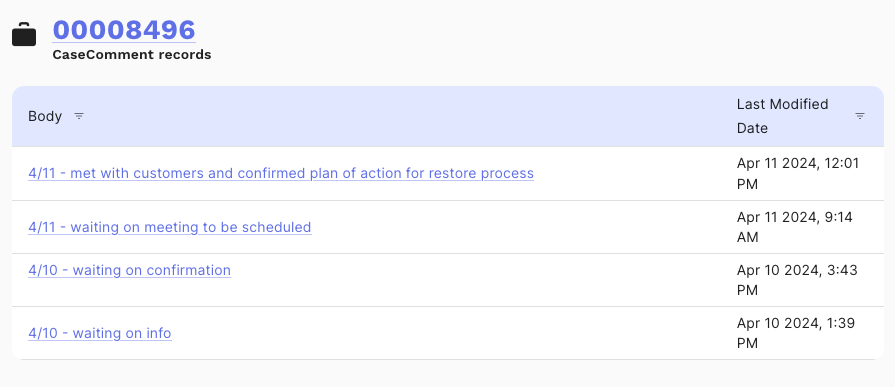 00008496
CaseComment records
Body
Last Modified
Date
4/11 - met with customers and confirmed plan of action for restore process
Apr 11 2024, 12:01
PM
4/11 - waiting on meeting to be scheduled
Apr 11 2024, 9:14
AM
4/10 - waiting on confirmation
Apr 10 2024, 3:43
PM
4/10 - waiting on info
Apr 10 2024, 1:39
PM